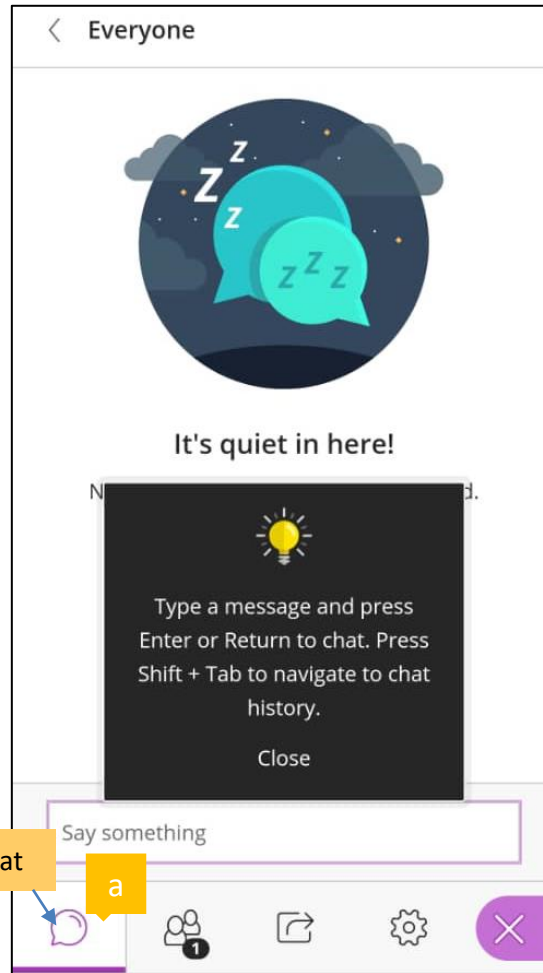 Everyone
z
Z
z
z z z
It's quiet in here!
N
d.
Type a message and press
Enter or Return to chat. Press
Shift + Tab to navigate to chat
history.
Close
Say something
at
a
1